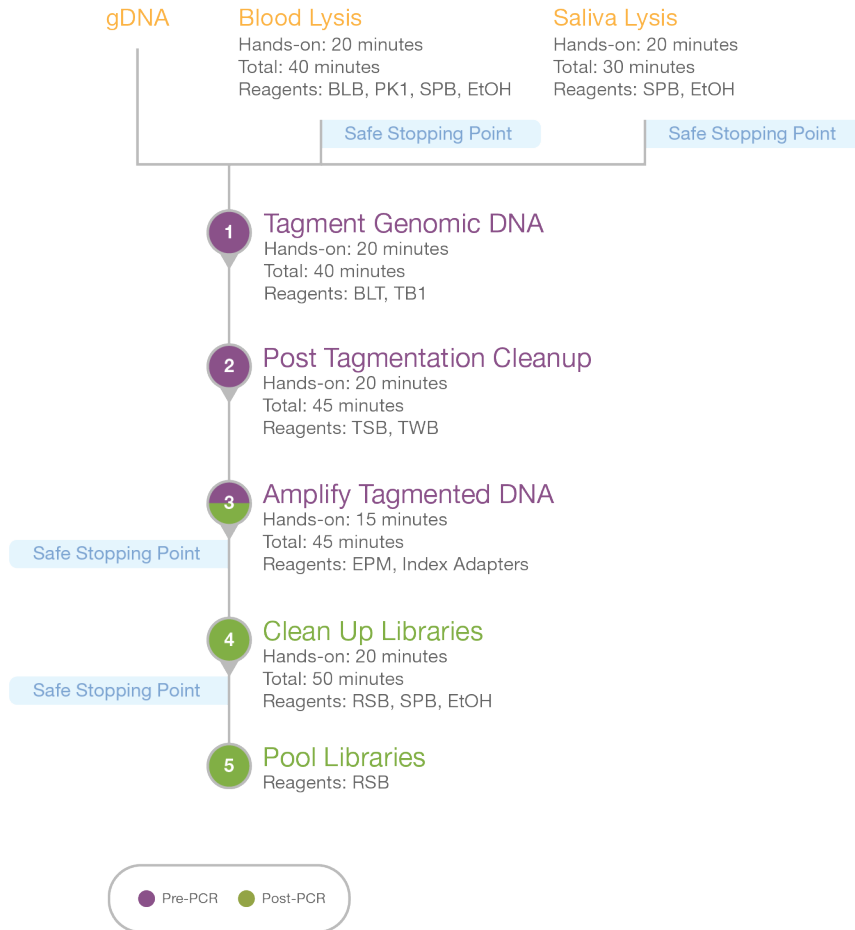 gDNA
Blood Lysis
Hands-on: 20 minutes
Total: 40 minutes
Reagents: BLB, PK1, SPB, EtOH
Safe Stopping Point
Saliva Lysis
Hands-on: 20 minutes
Total: 30 minutes
Reagents: SPB, EtOH
Safe Stopping Point
1
Tagment Genomic DNA
Hands-on: 20 minutes
Total: 40 minutes
Reagents: BLT, TB1
2
Post Tagmentation Cleanup
Hands-on: 20 minutes
Total: 45 minutes
Reagents: TSB, TWB
3
Amplify Tagmented DNA
Hands-on: 15 minutes
Total: 45 minutes
Reagents: EPM, Index Adapters
Safe Stopping Point
4
Clean Up Libraries
Hands-on: 20 minutes
Total: 50 minutes
Reagents: RSB, SPB, EtOH
Safe Stopping Point
5
Pool Libraries
Reagents: RSB
Pre-PCR
Post-PCR